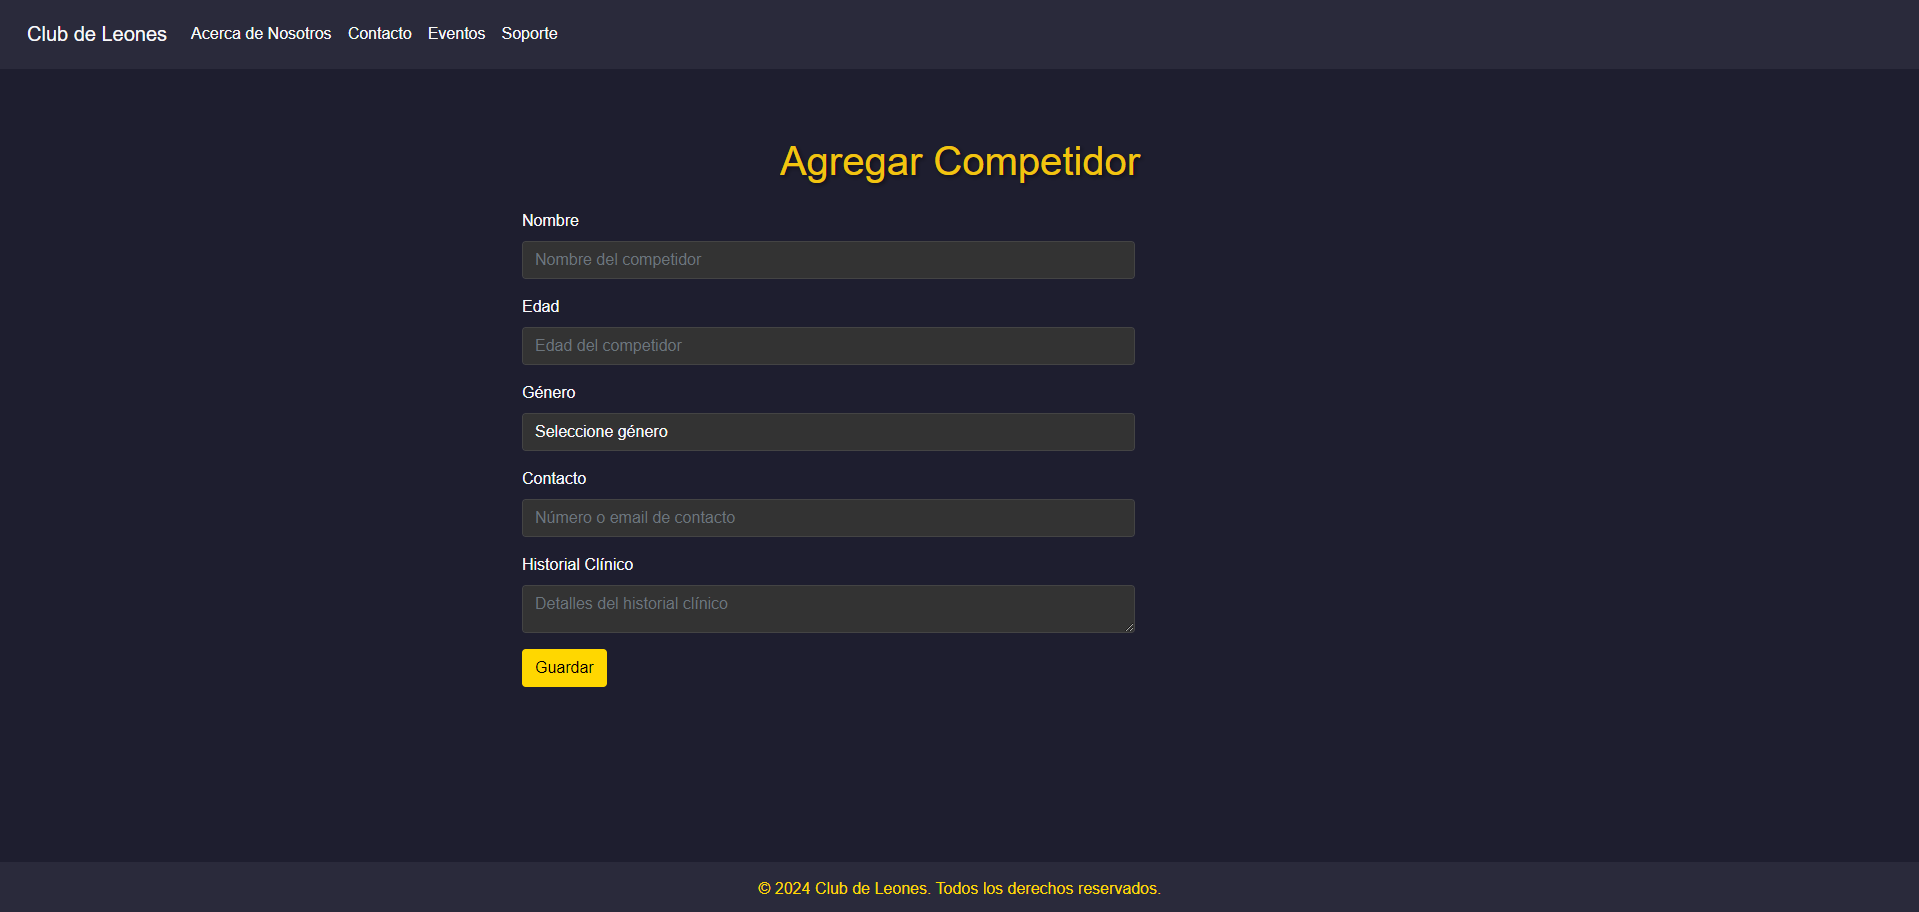 Club de Leones Acerca de Nosotros Contacto Eventos Soporte
Agregar Competidor
Nombre
Nombre del competidor
Edad
Edad del competidor
Género
Seleccione género
Contacto
Número o email de contacto
Historial Clínico
Detalles del historial clínico
Guardar
© 2024 Club de Leones. Todos los derechos reservados.